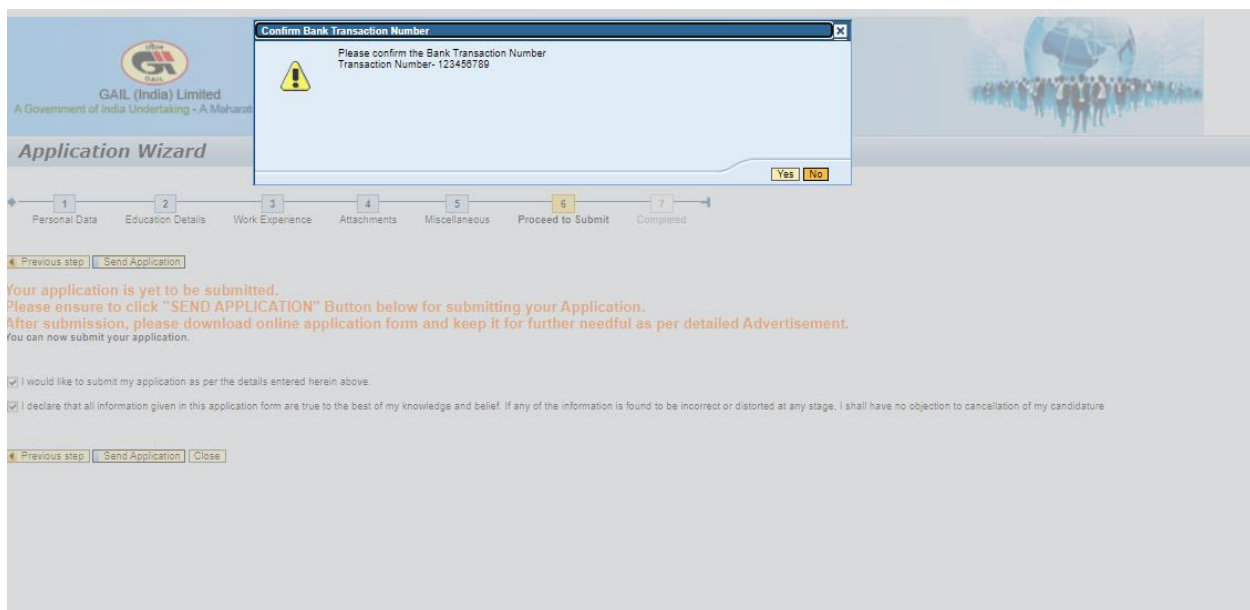 Confirm Bank Transaction Number
Please confirm the Bank Transaction Number
Transaction Number- 123456789
Yes No
GAIL
GAIL (India) Limited
A Government of India Undertaking - A Maharat
Application Wizard
1 2 3 4 5 6 7
Personal Data Education Details Work Experience Attachments Miscellaneous Proceed to Submit Completed
Previous step Send Application
Your application is yet to be submitted.
Please ensure to click "SEND APPLICATION" Button below for submitting your Application.
After submission, please download online application form and keep it for further needful as per detailed Advertisement.
You can now submit your application.
I would like to submit my application as per the details entered herein above.
I declare that all information given in this application form are true to the best of my knowledge and belief. If any of the information is found to be incorrect or distorted at any stage, I shall have no objection to cancellation of my candidature
Previous step Send Application Close